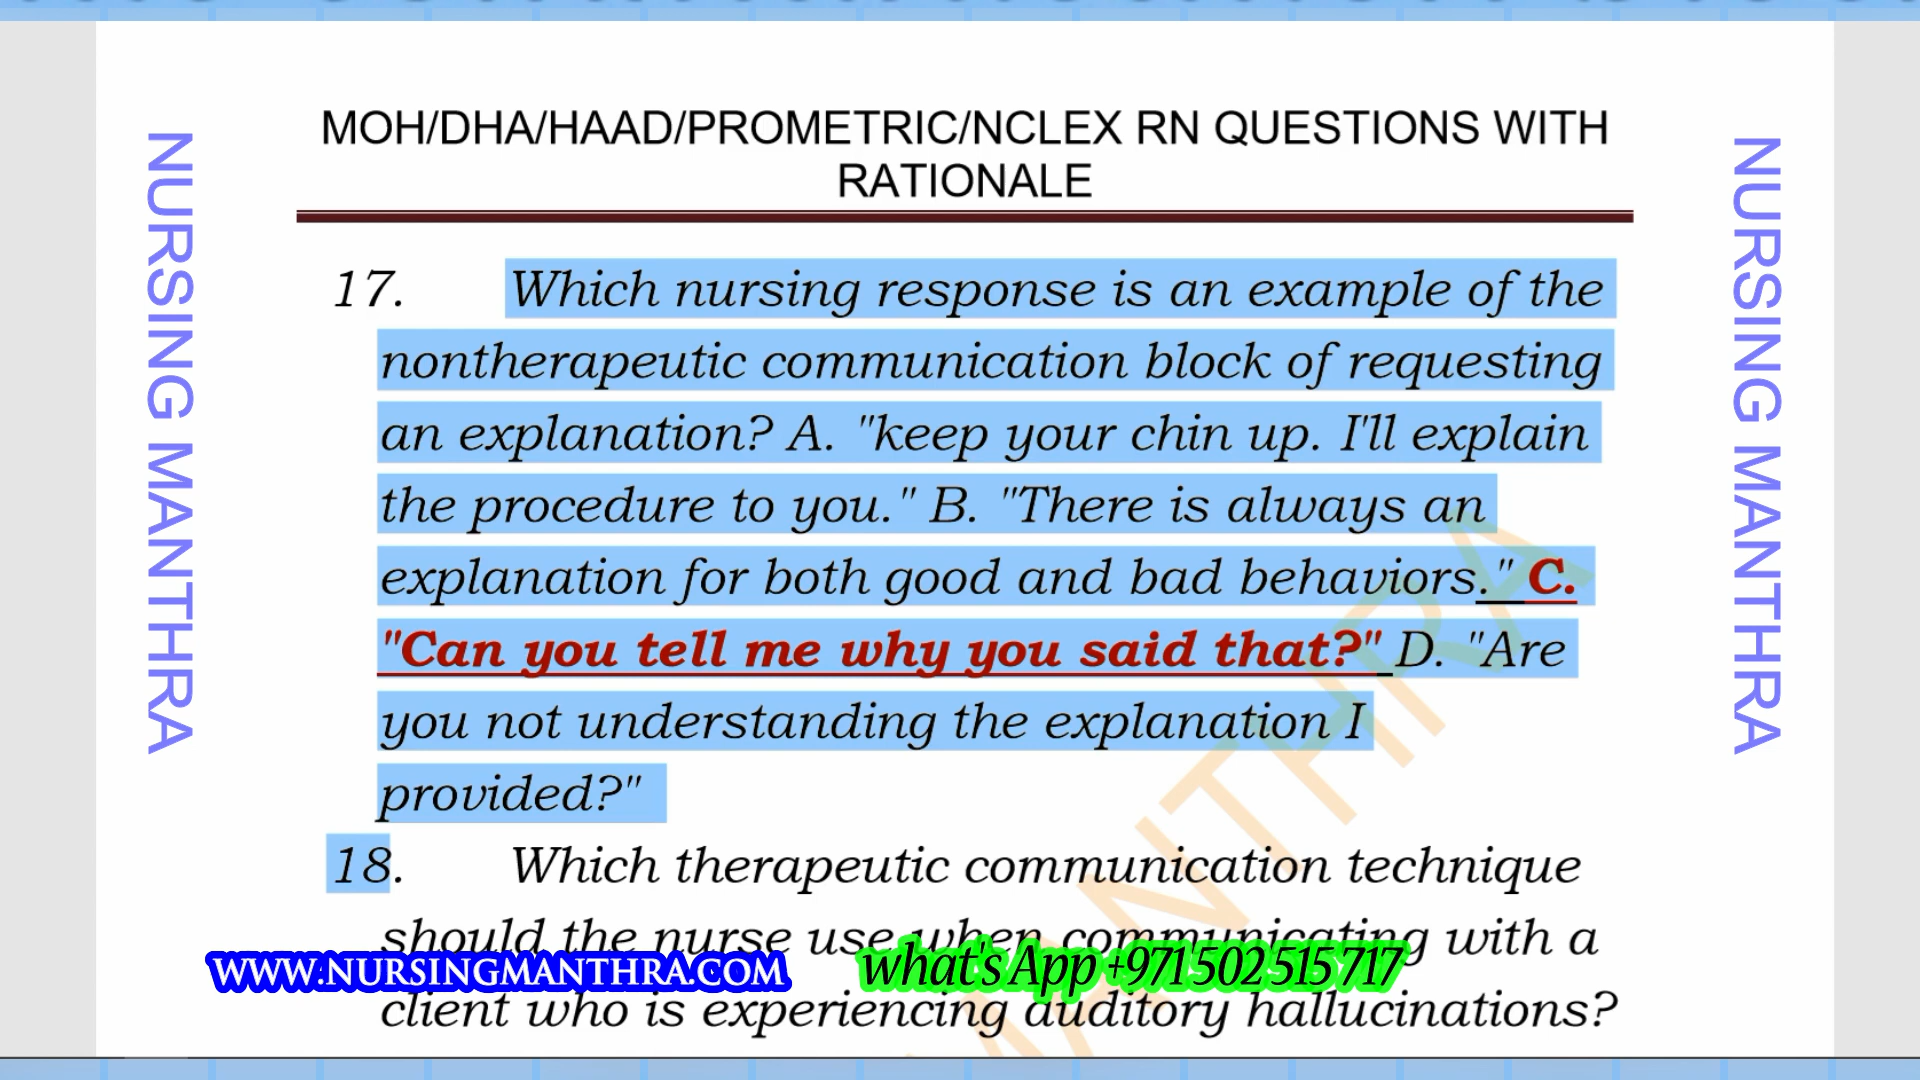 MOH/DHA/HAAD/PROMETRIC/NCLEX RN QUESTIONS WITH
RATIONALE
NURSING MANTHRA
NURSING MANTHRA
17. Which nursing response is an example of the
nontherapeutic communication block of requesting
an explanation? A. "keep your chin up. I'll explain
the procedure to you." B. "There is always an
explanation for both good and bad behaviors." C.
"Can you tell me why you said that?" D. "Are
you not understanding the explanation I
provided?"
18. Which therapeutic communication technique
should the nurse use when communicating with a
WWW.NURSINGMANTHRA.COM
what's App +971502515717
client who is experiencing auditory hallucinations?
MANTHRA